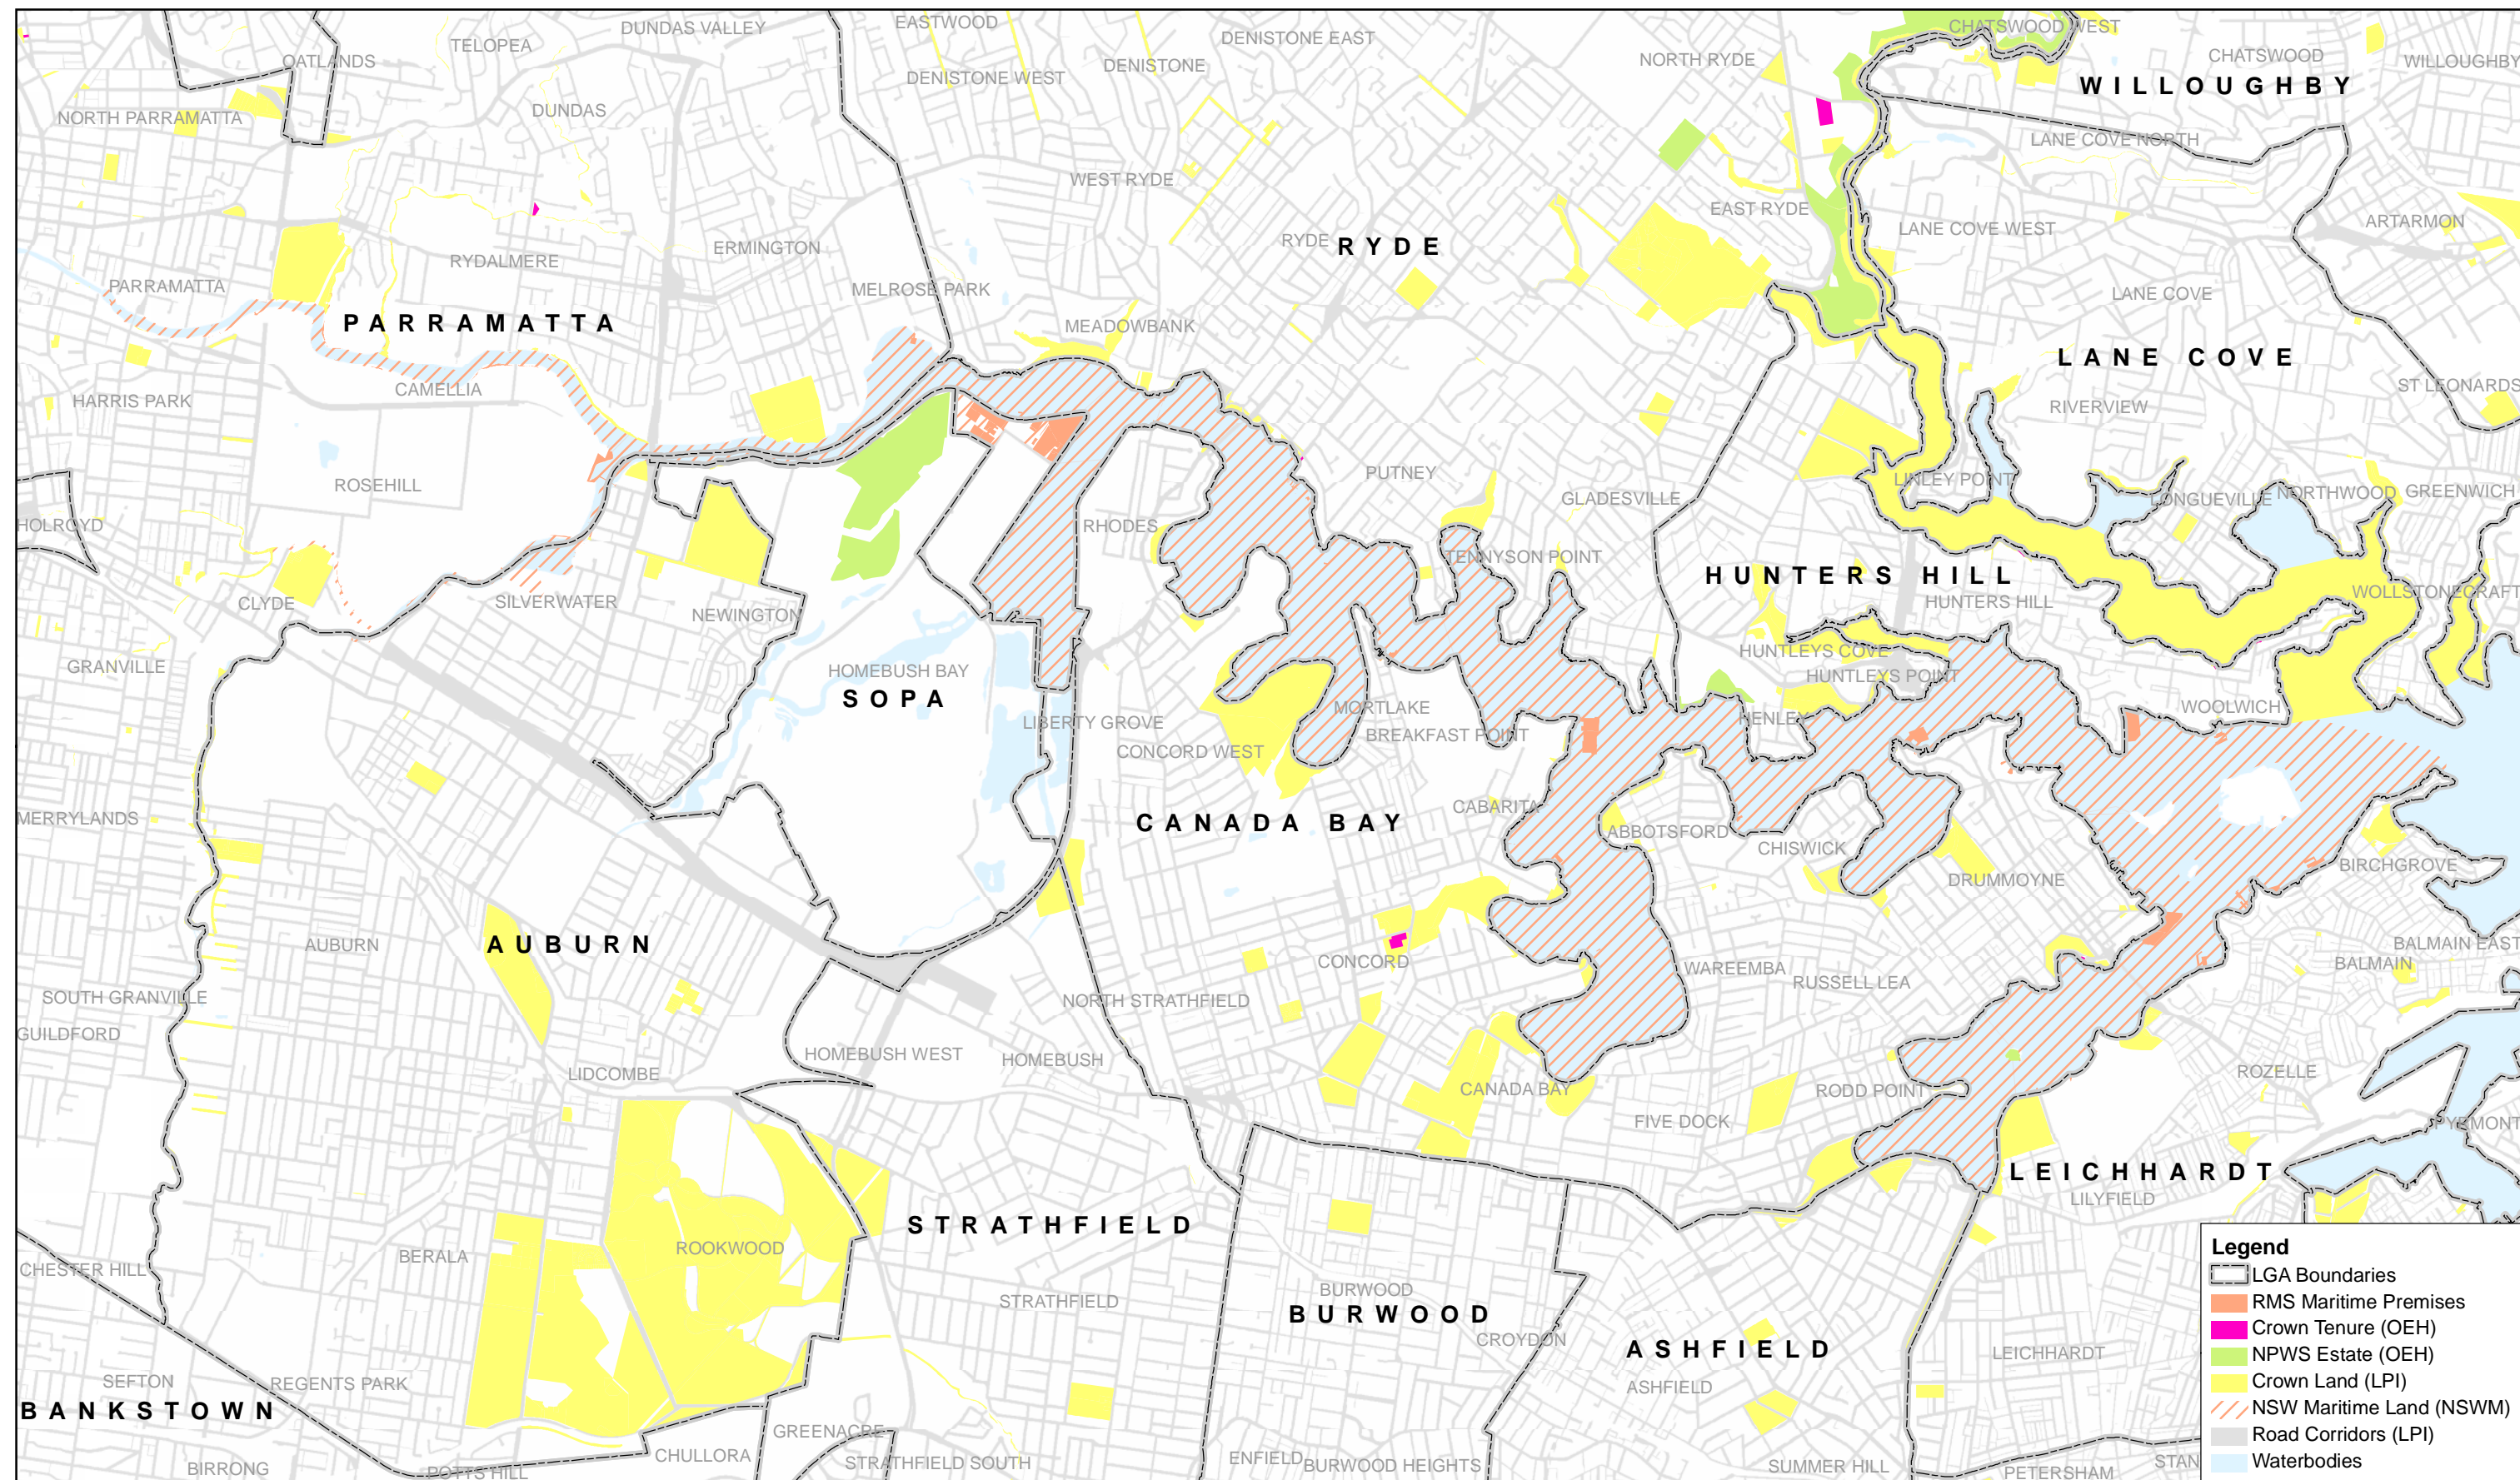 EASTWOOD
DUNDAS VALLEY
CHATSWOOD WEST
DENISTONE EAST
TELOPEA
OATLANDS
CHATSWOOD
WILLOUGHBY
NORTH RYDE
DENISTONE
DENISTONE WEST
WILLOUGHBY
DUNDAS
NORTH PARRAMATTA
LANE COVE NORTH
WEST RYDE
EAST RYDE
ARTARMON
LANE COVE WEST
RYDE
RYDE
ERMINGTON
RYDALMERE
PARRAMATTA
MELROSE PARK
LANE COVE
PARRAMATTA
MEADOWBANK
LANE COVE
ST LEONARDS
CAMELLIA
HARRIS PARK
RIVERVIEW
PUTNEY
LINLEY POINT
ROSEHILL
GLADESVILLE
LONGUEVILLE
NORTHWOOD
GREENWICH
HOLROYD
RHODES
TENNYSON POINT
HUNTERS HILL
WOLLSTONECRAFT
CLYDE
SILVERWATER
HUNTERS HILL
NEWINGTON
HUNTLEYS COVE
GRANVILLE
HOMEBUSH BAY
HUNTLEYS POINT
SOPA
MORTLAKE
WOOLWICH
HENLEY
LIBERTY GROVE
BREAKFAST POINT
CONCORD WEST
CABARITA
MERRYLANDS
CANADA BAY
ABBOTSFORD
CHISWICK
BIRCHGROVE
DRUMMOYNE
AUBURN
AUBURN
BALMAIN EAST
CONCORD
BALMAIN
WAREEMBA
RUSSELL LEA
SOUTH GRANVILLE
NORTH STRATHFIELD
GUILDFORD
HOMEBUSH WEST
HOMEBUSH
LIDCOMBE
ROZELLE
CANADA BAY
RODD POINT
FIVE DOCK
PYRMONT
LEICHHARDT
LILYFIELD
STRATHFIELD
ROOKWOOD
BERALA
CHESTER HILL
BURWOOD
STRATHFIELD
BURWOOD
CROYDON
ASHFIELD
LEICHHARDT
SEFTON
REGENTS PARK
ASHFIELD
BANKSTOWN
GREENACRE
CHULLORA
STRATHFIELD SOUTH
ENFIELD
BURWOOD HEIGHTS
SUMMER HILL
PETERSHAM
STAN
BIRRONG
POTTS HILL
Legend
LGA Boundaries
RMS Maritime Premises
Crown Tenure (OEH)
NPWS Estate (OEH)
Crown Land (LPI)
NSW Maritime Land (NSWM)
Road Corridors (LPI)
Waterbodies